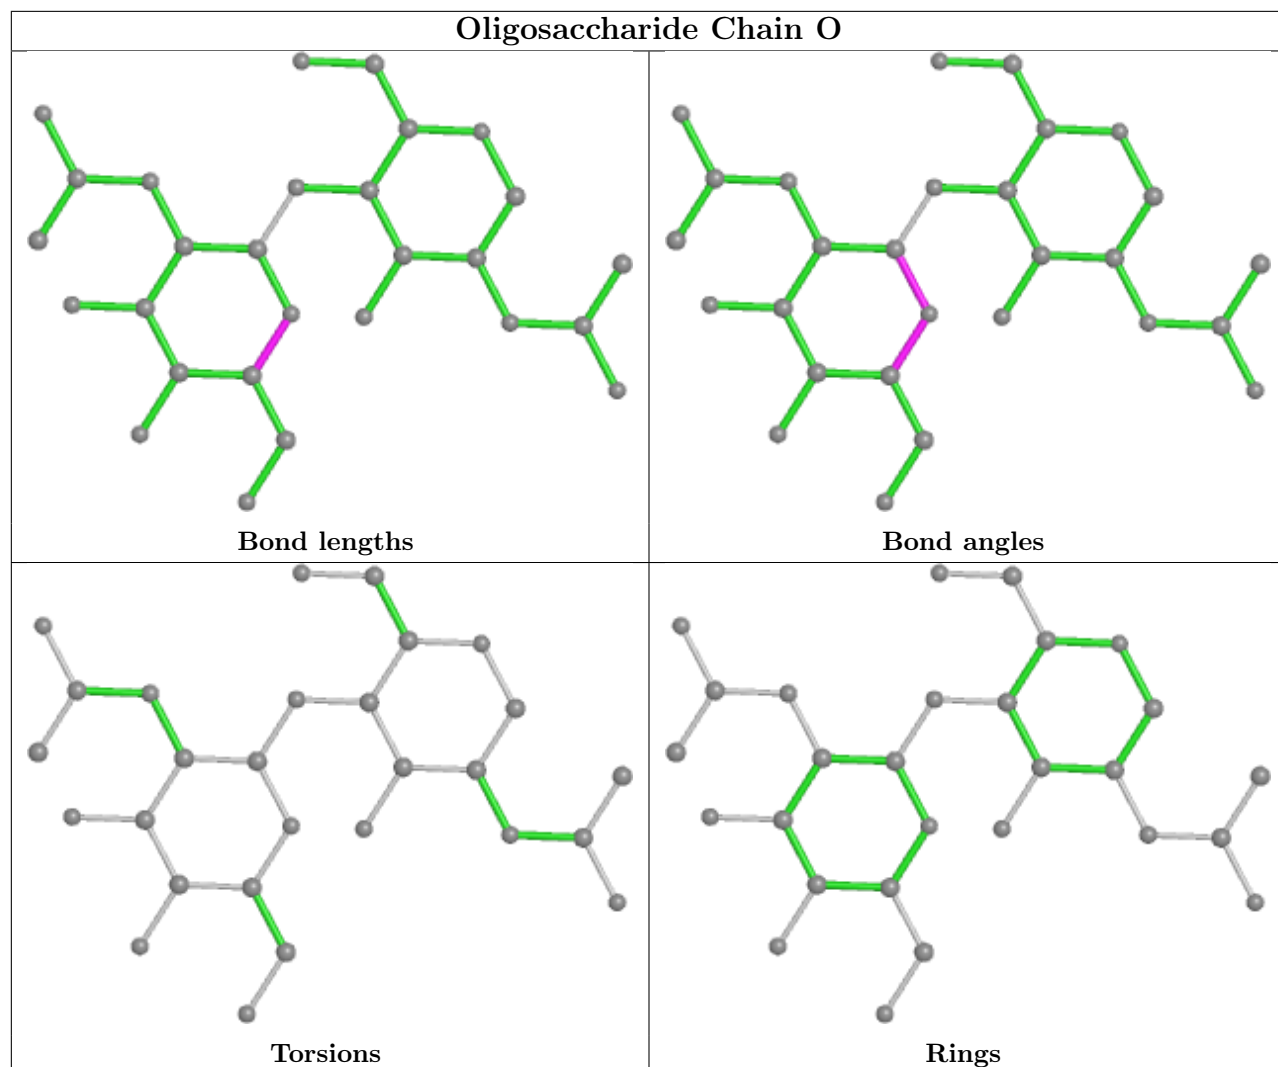 Oligosaccharide Chain O
Bond lengths
Bond angles
Torsions
Rings